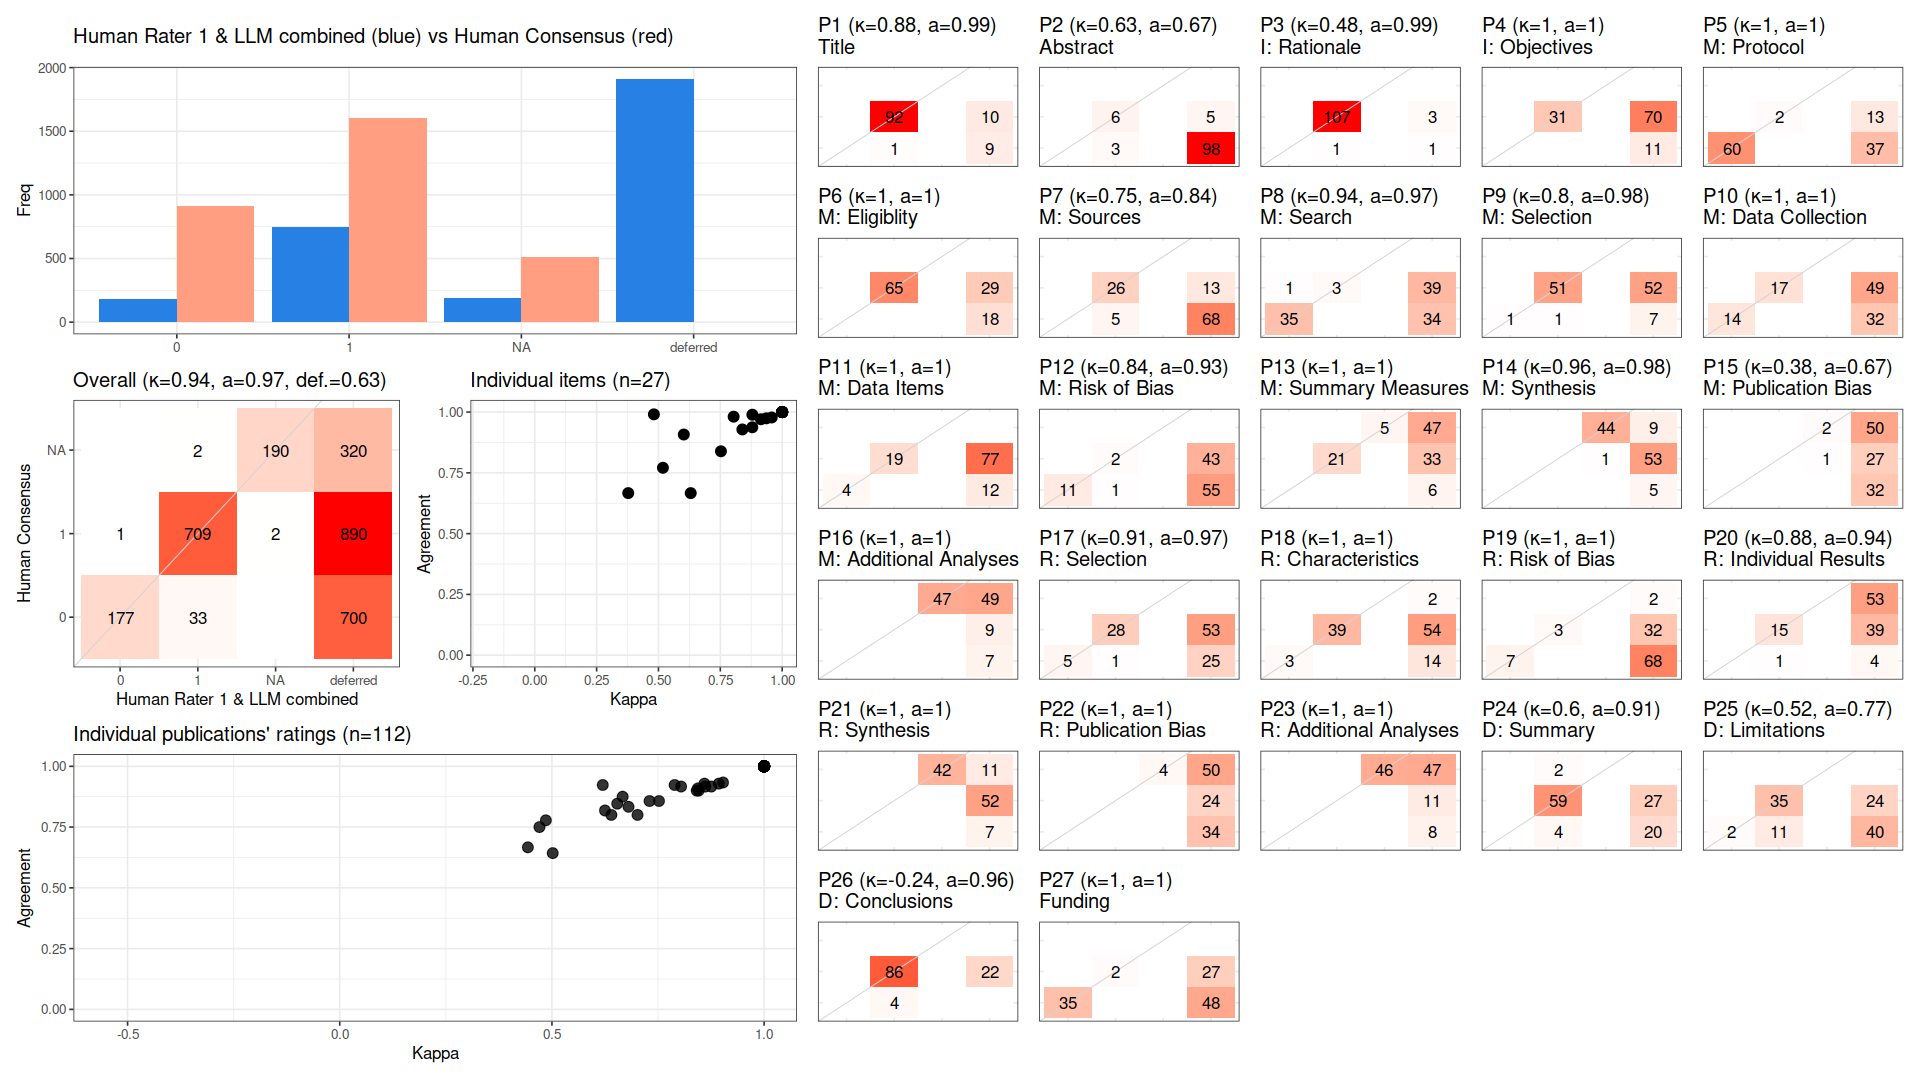 Human Rater 1 & LLM combined (blue) vs Human Consensus (red)
2000
1500
1000
500
0
Freq
0 1 NA deferred
Overall (κ=0.94, a=0.97, def.=0.63)
NA
1
0
Human Consensus
2 190 320
1 709 2 890
177 33 700
0 1 NA deferred
Human Rater 1 & LLM combined
Individual items (n=27)
1.00
0.75
0.50
0.25
0.00
Agreement
-0.25 0.00 0.25 0.50 0.75 1.00
Kappa
Individual publications' ratings (n=112)
1.00
0.75
0.50
0.25
0.00
Agreement
-0.5 0.0 0.5 1.0
Kappa
P1 (κ=0.88, a=0.99)
Title
92 10
1 9
P2 (κ=0.63, a=0.67)
Abstract
6 5
3 98
P3 (κ=0.48, a=0.99)
I: Rationale
107 3
1 1
P4 (κ=1, a=1)
I: Objectives
31 70
11
P5 (κ=1, a=1)
M: Protocol
2 13
60 37
P6 (κ=1, a=1)
M: Eligiblity
65 29
18
P7 (κ=0.75, a=0.84)
M: Sources
26 13
5 68
P8 (κ=0.94, a=0.97)
M: Search
1 3 39
35 34
P9 (κ=0.8, a=0.98)
M: Selection
51 52
1 1 7
P10 (κ=1, a=1)
M: Data Collection
17 49
14 32
P11 (κ=1, a=1)
M: Data Items
19 77
4 12
P12 (κ=0.84, a=0.93)
M: Risk of Bias
2 43
11 1 55
P13 (κ=1, a=1)
M: Summary Measures
5 47
21 33
6
P14 (κ=0.96, a=0.98)
M: Synthesis
44 9
1 53
5
P15 (κ=0.38, a=0.67)
M: Publication Bias
2 50
1 27
32
P16 (κ=1, a=1)
M: Additional Analyses
47 49
9
7
P17 (κ=0.91, a=0.97)
R: Selection
28 53
5 1 25
P18 (κ=1, a=1)
R: Characteristics
2
39 54
3 14
P19 (κ=1, a=1)
R: Risk of Bias
2
3 32
7 68
P20 (κ=0.88, a=0.94)
R: Individual Results
53
15 39
1 4
P21 (κ=1, a=1)
R: Synthesis
42 11
52
7
P22 (κ=1, a=1)
R: Publication Bias
4 50
24
34
P23 (κ=1, a=1)
R: Additional Analyses
46 47
11
8
P24 (κ=0.6, a=0.91)
D: Summary
2
59 27
4 20
P25 (κ=0.52, a=0.77)
D: Limitations
35 24
2 11 40
P26 (κ=-0.24, a=0.96)
D: Conclusions
86 22
4
P27 (κ=1, a=1)
Funding
2 27
35 48